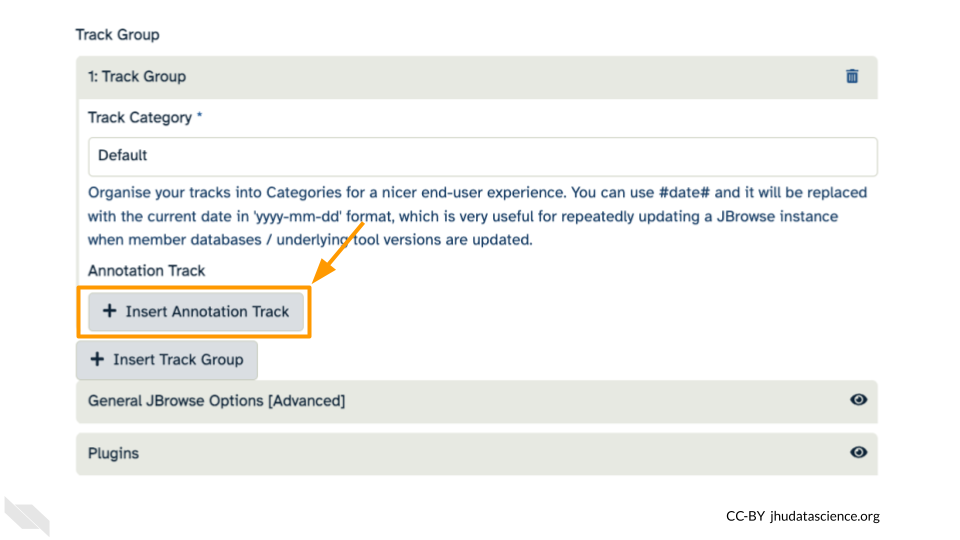 Track Group
1: Track Group
Track Category *
Default
Organise your tracks into Categories for a nicer end-user experience. You can use #date# and it will be replaced
with the current date in 'yyyy-mm-dd' format, which is very useful for repeatedly updating a JBrowse instance
when member databases / underlying tool versions are updated.
Annotation Track
+ Insert Annotation Track
+ Insert Track Group
General JBrowse Options [Advanced]
Plugins
CC-BY jhudatascience.org